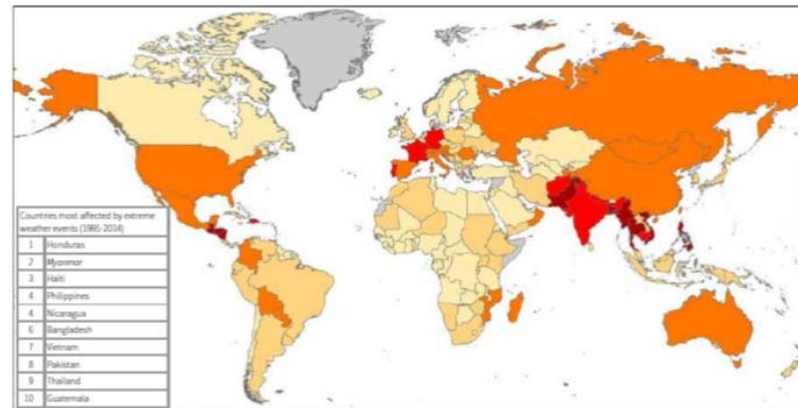 Countries most affected by extreme
weather events (1995-2014)
1 Honduras
2 Myanmar
3 Haiti
4 Philippines
4 Nicaragua
6 Bangladesh
7 Vietnam
8 Pakistan
9 Thailand
10 Guatemala